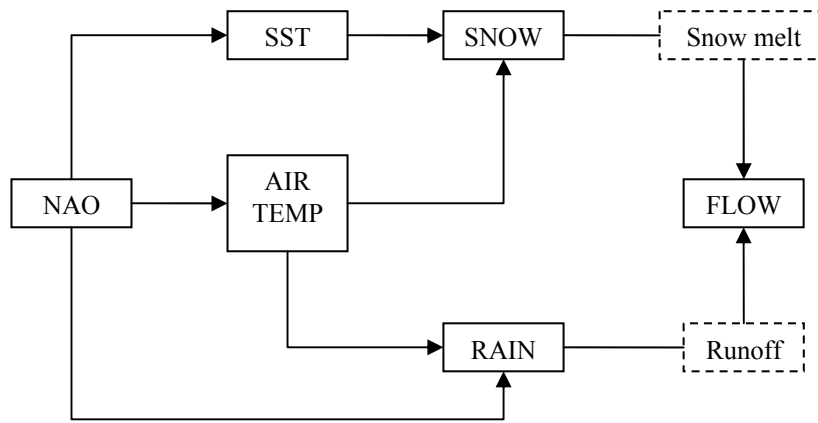 SST
SNOW
Snow melt
NAO
AIR
TEMP
FLOW
RAIN
Runoff